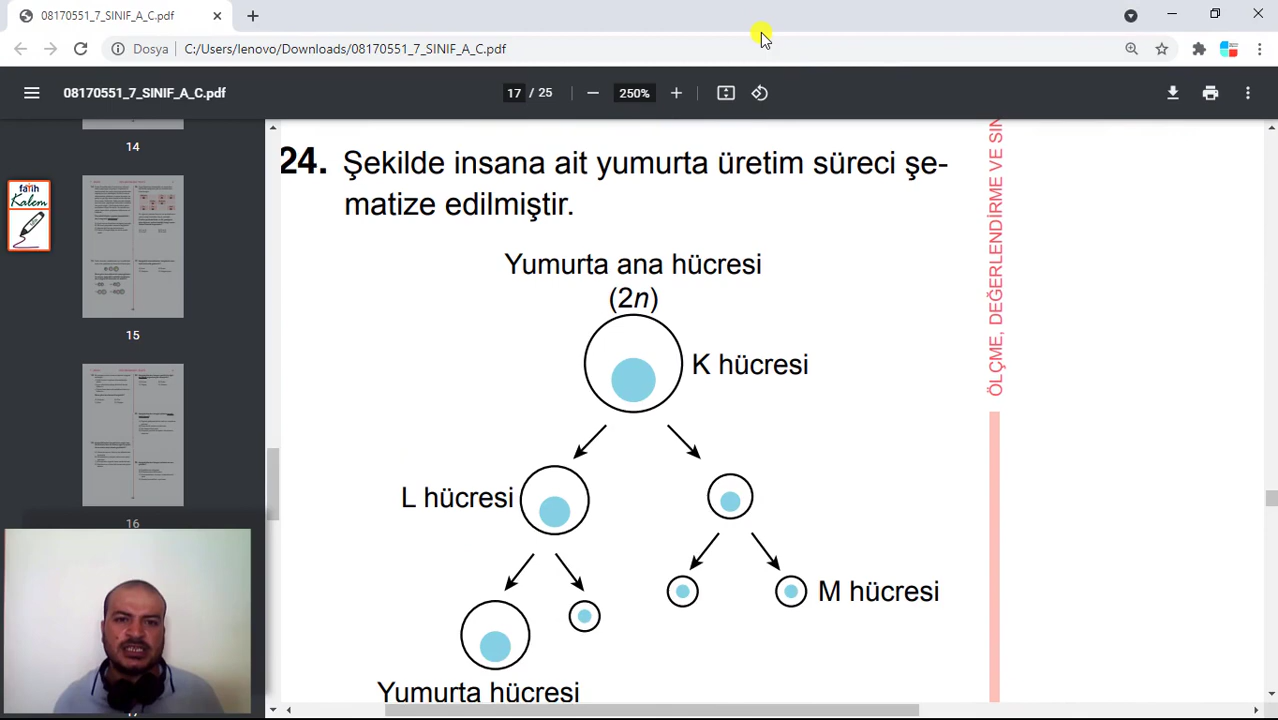 08170551_7_SINIF_A_C.pdf
Dosya
C:/Users/lenovo/Downloads/08170551_7_SINIF_A_C.pdf
08170551_7_SINIF_A_C.pdf
17 / 25
250%
14
fatih
Kalem
15
16
24. Şekilde insana ait yumurta üretim süreci şe-
matize edilmiştir.
Yumurta ana hücresi
(2n)
K hücresi
L hücresi
M hücresi
Yumurta hücresi
ÖLÇME, DEĞERLENDİRME VE SIN